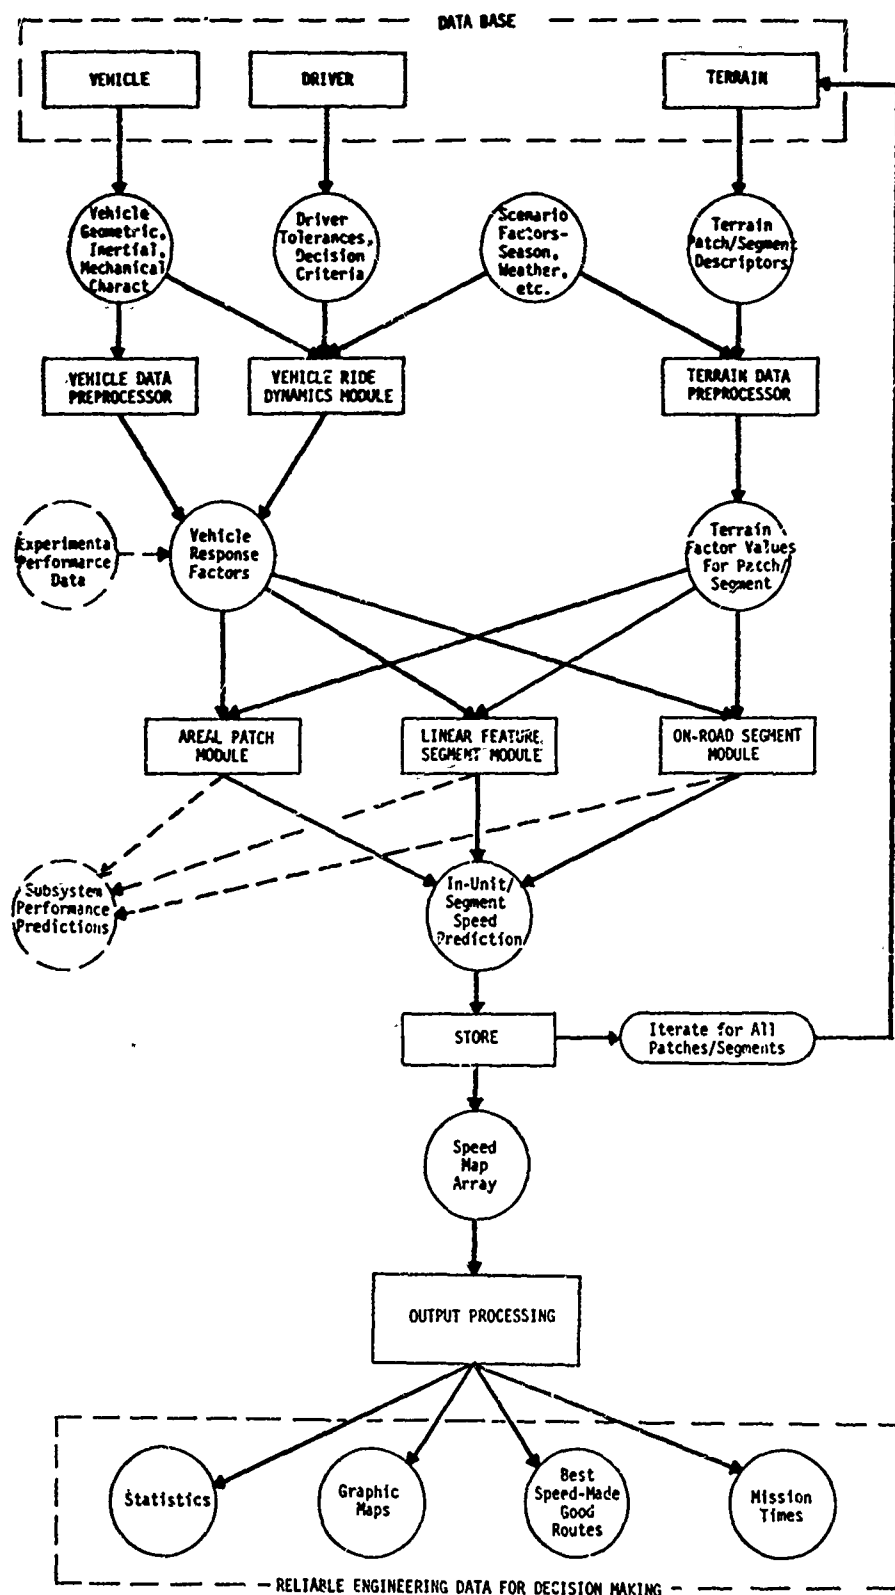 DATA BASE
VEHICLE
DRIVER
TERRAIN
Vehicle
Geometric,
Inertial,
Mechanical
Charact
Driver
Tolerances,
Decision
Criteria
Scenario
Factors-
Season,
Weather,
etc.
Terrain
Patch/Segment
Descriptors
VEHICLE DATA
PREPROCESSOR
VEHICLE RIDE
DYNAMICS MODULE
TERRAIN DATA
PREPROCESSOR
Experimental
Performance
Data
Vehicle
Response
Factors
Terrain
Factor Values
For Patch/
Segment
AREAL PATCH
MODULE
LINEAR FEATURE
SEGMENT MODULE
ON-ROAD SEGMENT
MODULE
Subsystem
Performance
Predictions
In-Unit/
Segment
Speed
Prediction
STORE
Iterate for All
Patches/Segments
Speed
Map
Array
OUTPUT PROCESSING
Statistics
Graphic
Maps
Best
Speed-Made
Good
Routes
Mission
Times
RELIABLE ENGINEERING DATA FOR DECISION MAKING